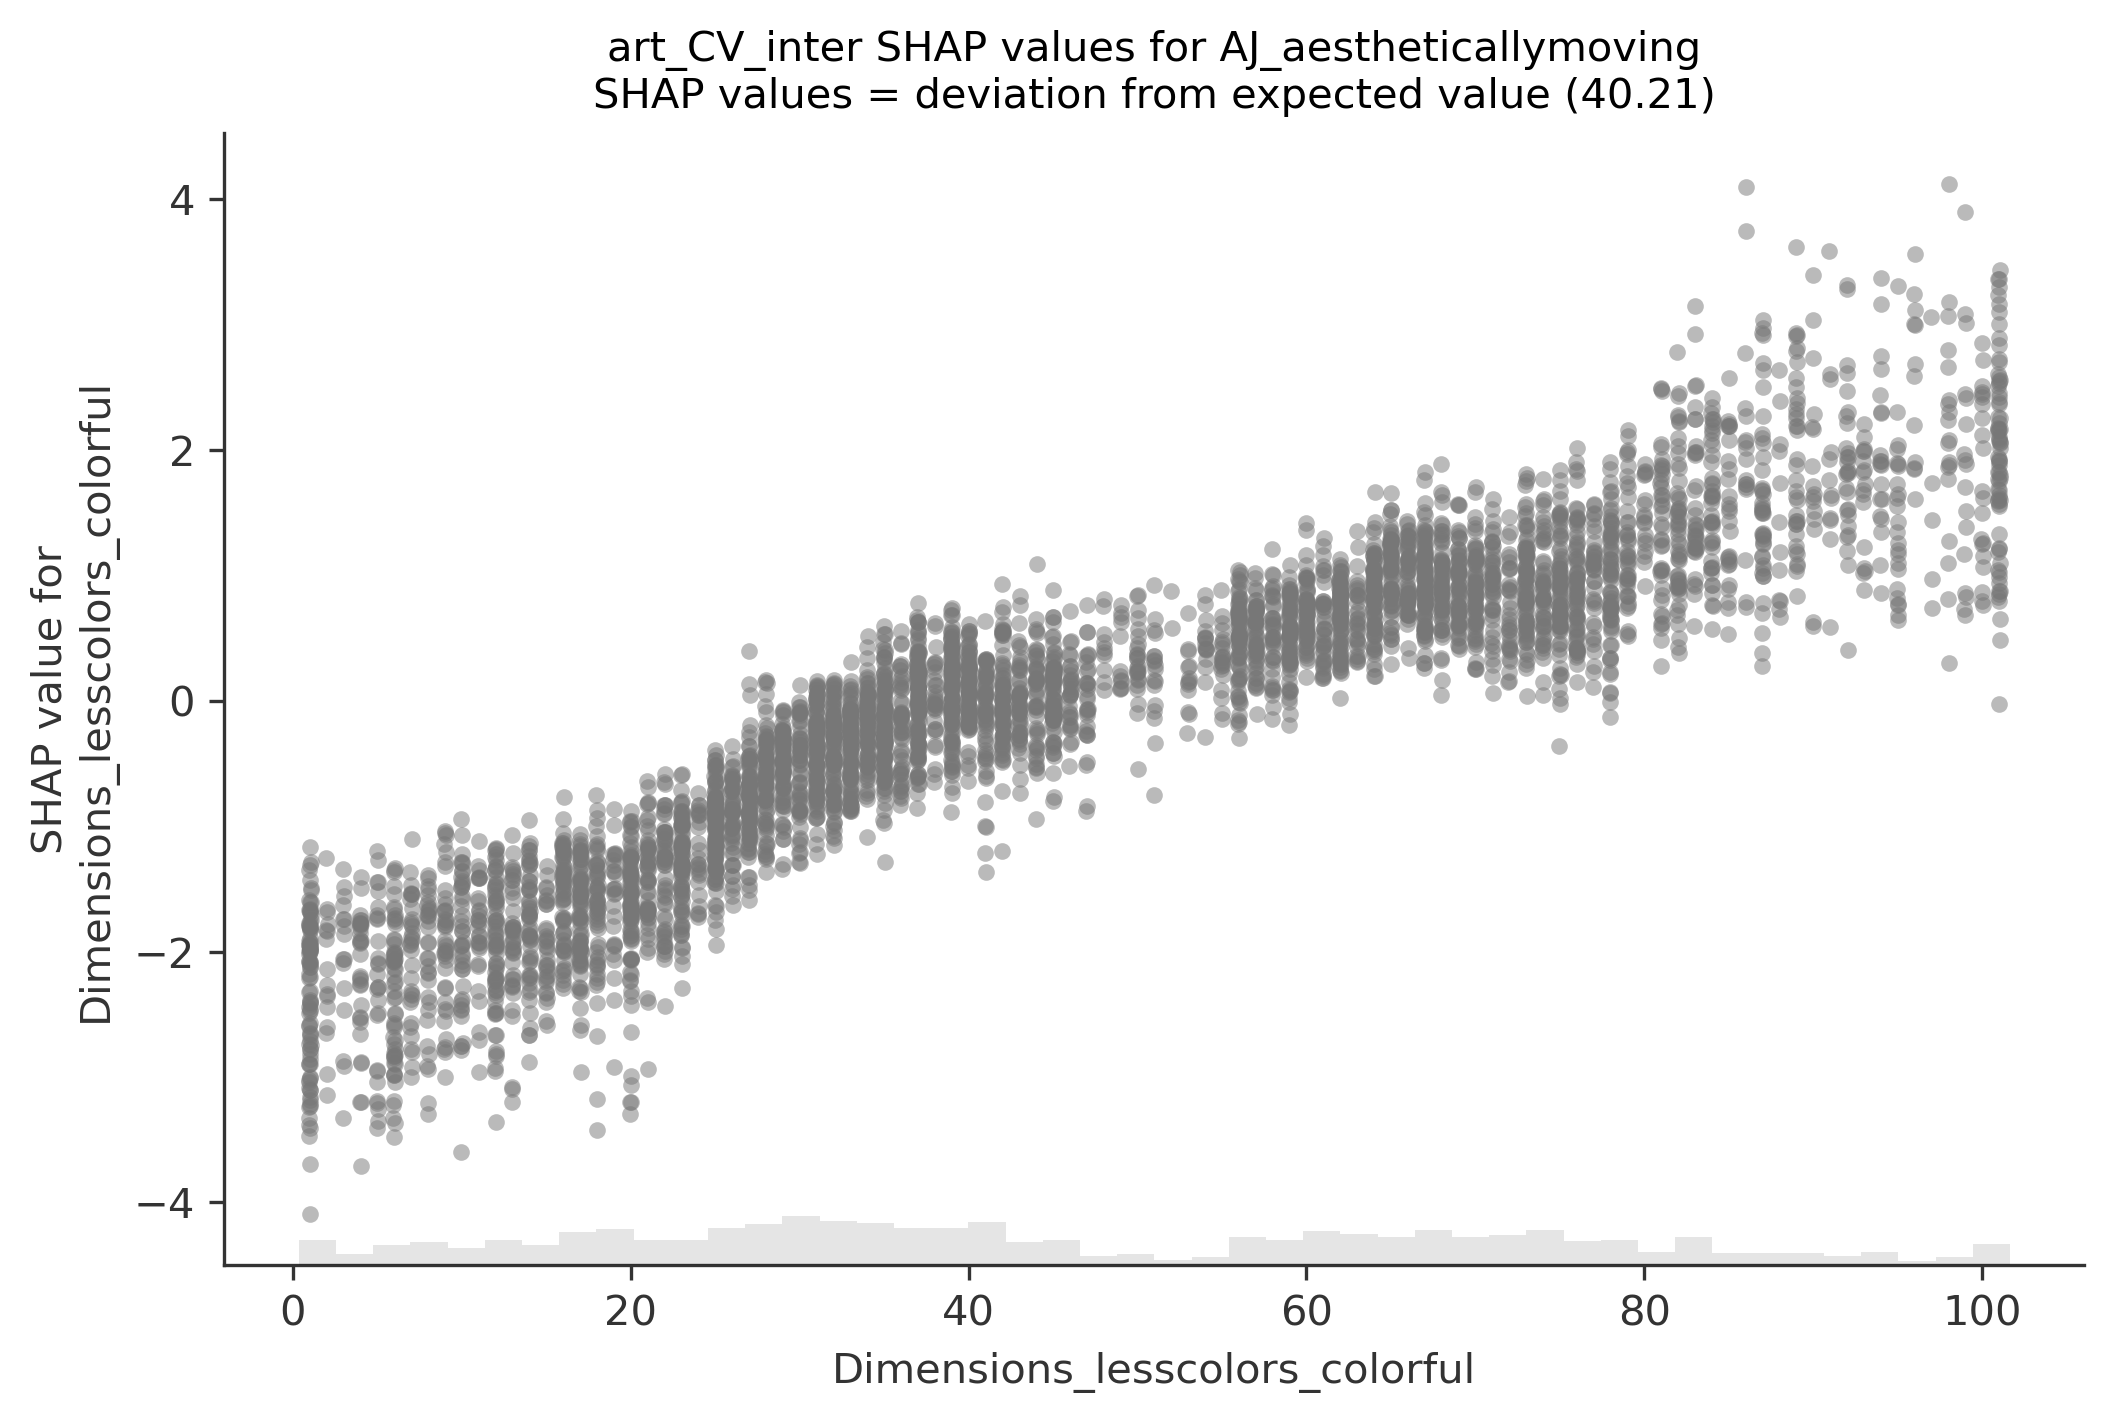 art_CV_inter SHAP values for AJ_aestheticallymoving
SHAP values = deviation from expected value (40.21)
SHAP value for
Dimensions_lesscolors_colorful
4
2
0
−2
−4
0 20 40 60 80 100
Dimensions_lesscolors_colorful